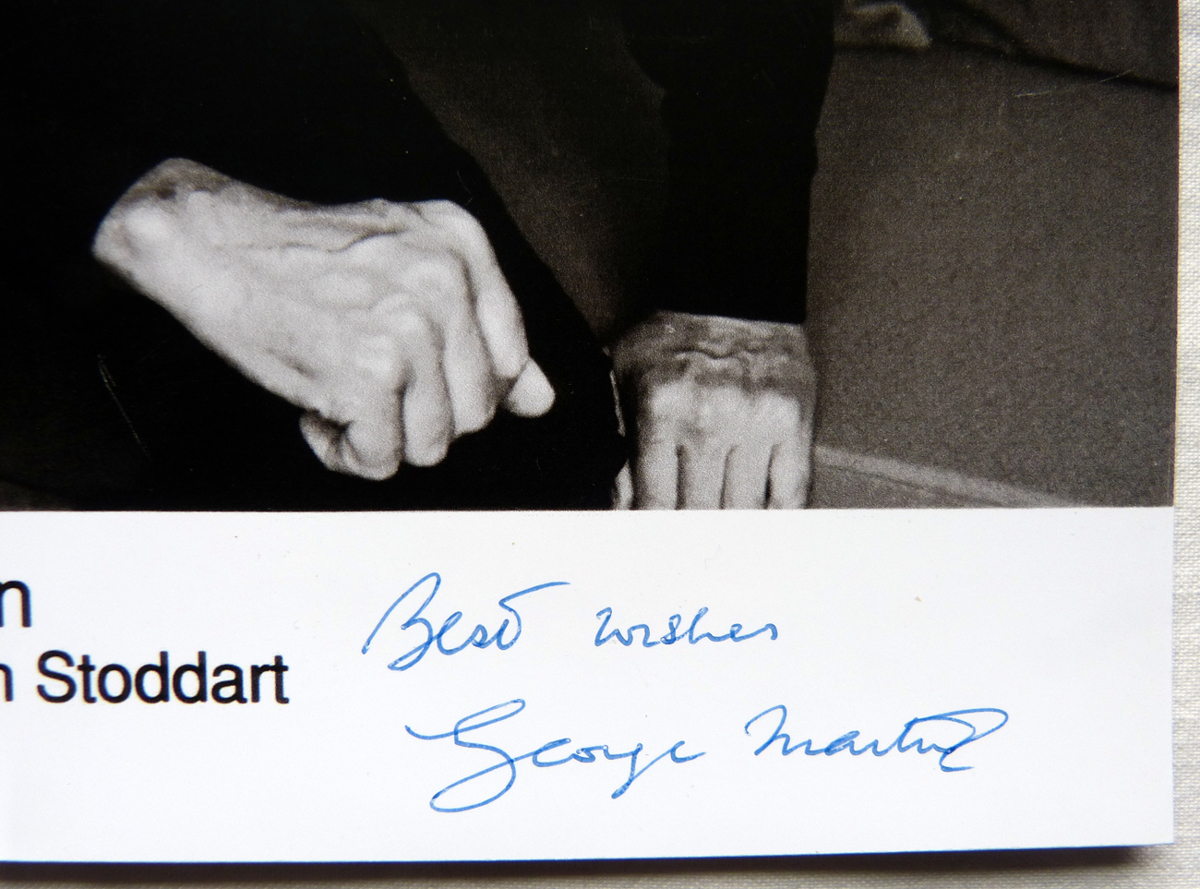 n
n Stoddart
Best wishes
George Martin